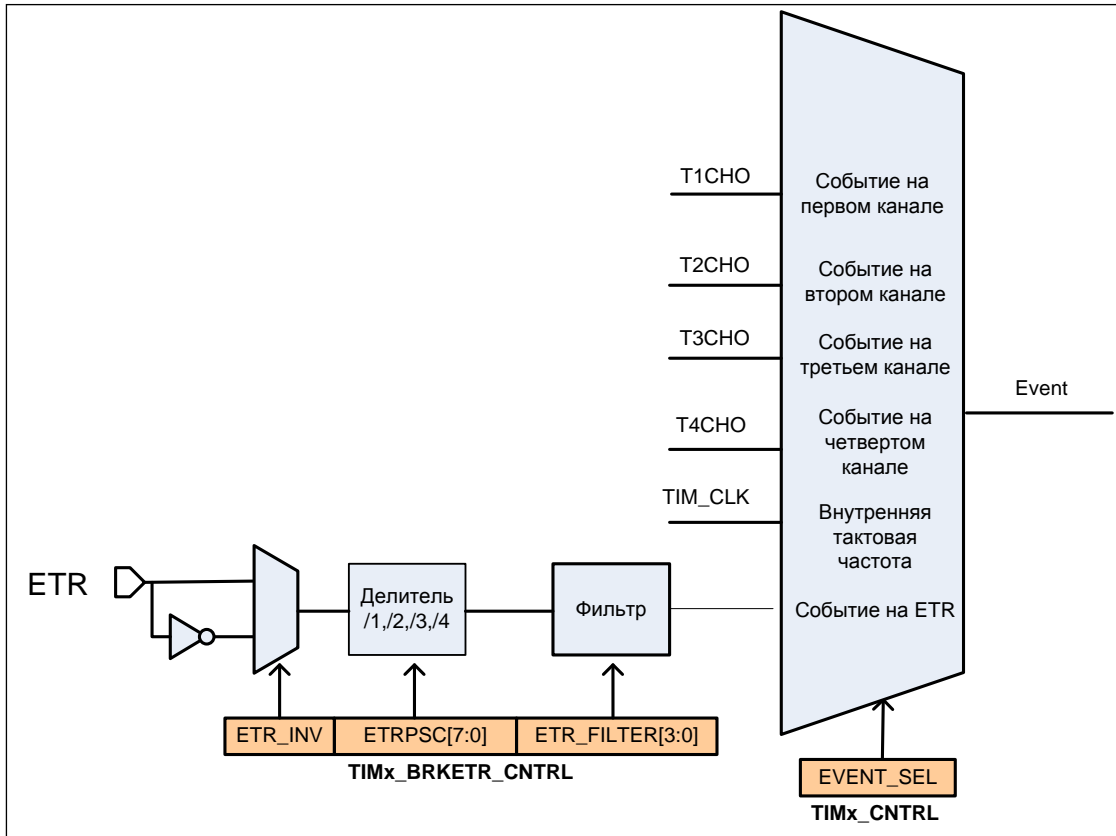 T1CHO
Событие на
первом канале
T2CHO
Событие на
втором канале
T3CHO
Событие на
третьем канале
Event
T4CHO
Событие на
четвертом
канале
TIM_CLK
Внутренняя
тактовая
частота
ETR
Делитель
/1,/2,/3,/4
Фильтр
Событие на ETR
ETR_INV
ETRPSC[7:0]
ETR_FILTER[3:0]
TIMx_BRKETR_CNTRL
EVENT_SEL
TIMx_CNTRL